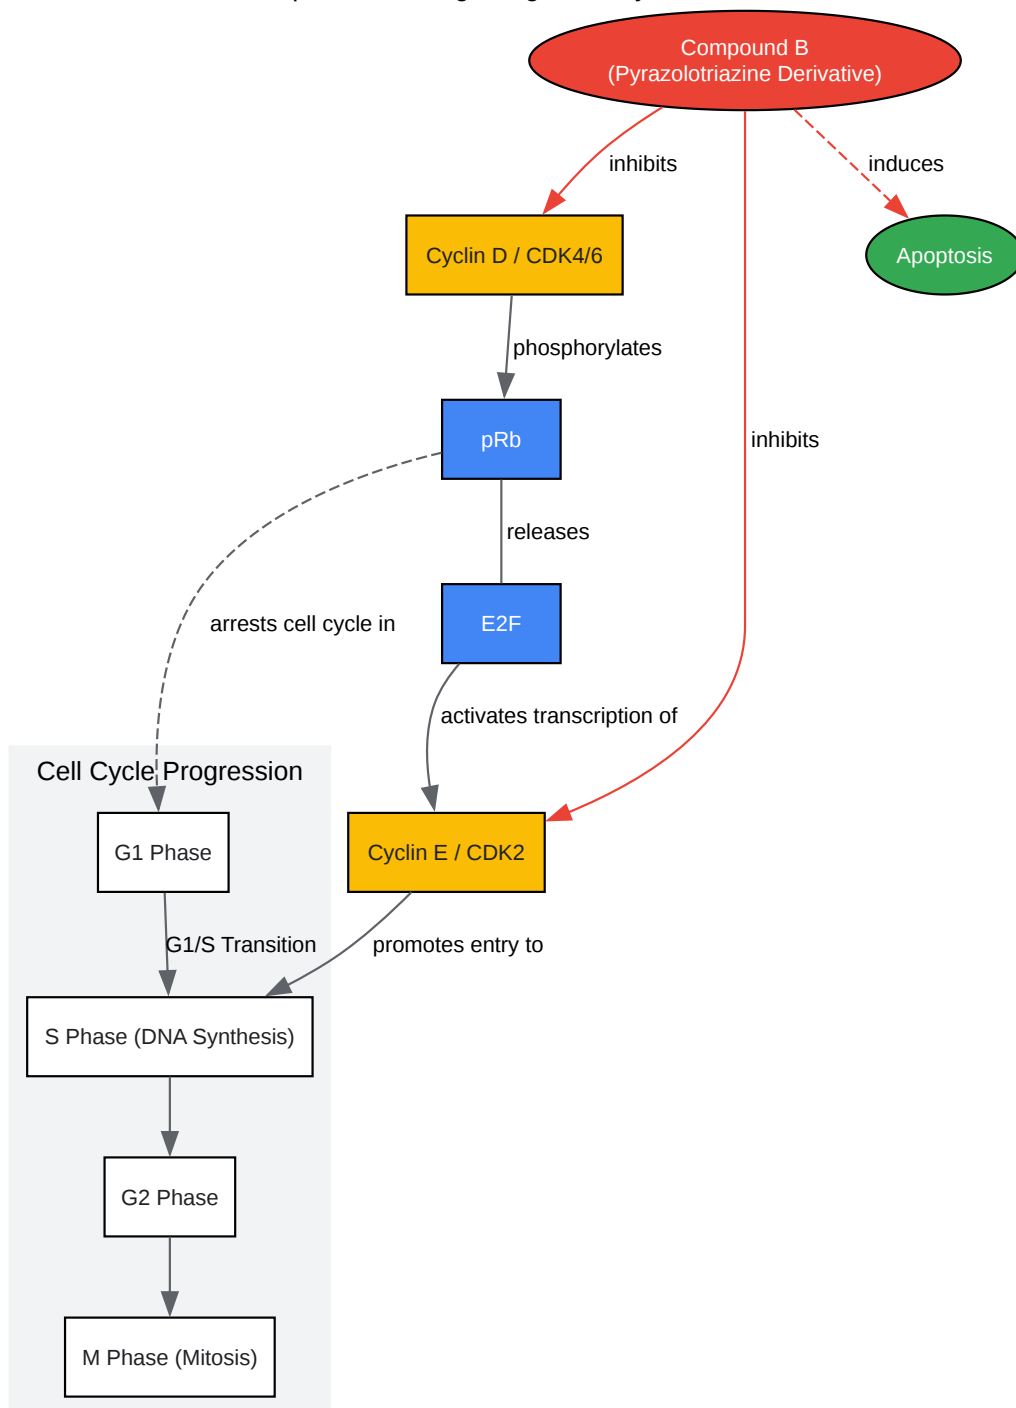 Compound B
(Pyrazolotriazine Derivative)
inhibits
induces
Cyclin D / CDK4/6
Apoptosis
phosphorylates
pRb
inhibits
releases
E2F
arrests cell cycle in
activates transcription of
Cell Cycle Progression
G1 Phase
Cyclin E / CDK2
G1/S Transition
promotes entry to
S Phase (DNA Synthesis)
G2 Phase
M Phase (Mitosis)